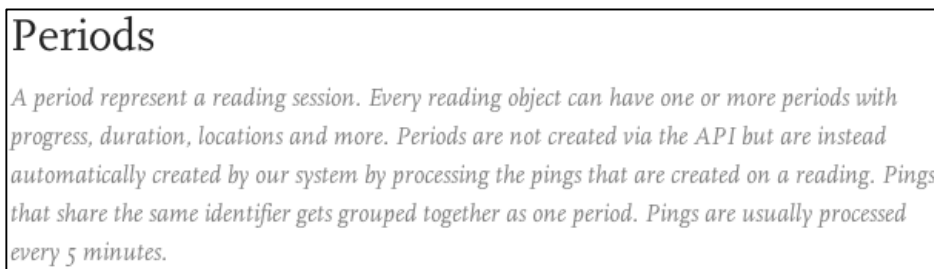 Periods
A period represent a reading session. Every reading object can have one or more periods with
progress, duration, locations and more. Periods are not created via the API but are instead
automatically created by our system by processing the pings that are created on a reading. Pings
that share the same identifier gets grouped together as one period. Pings are usually processed
every 5 minutes.